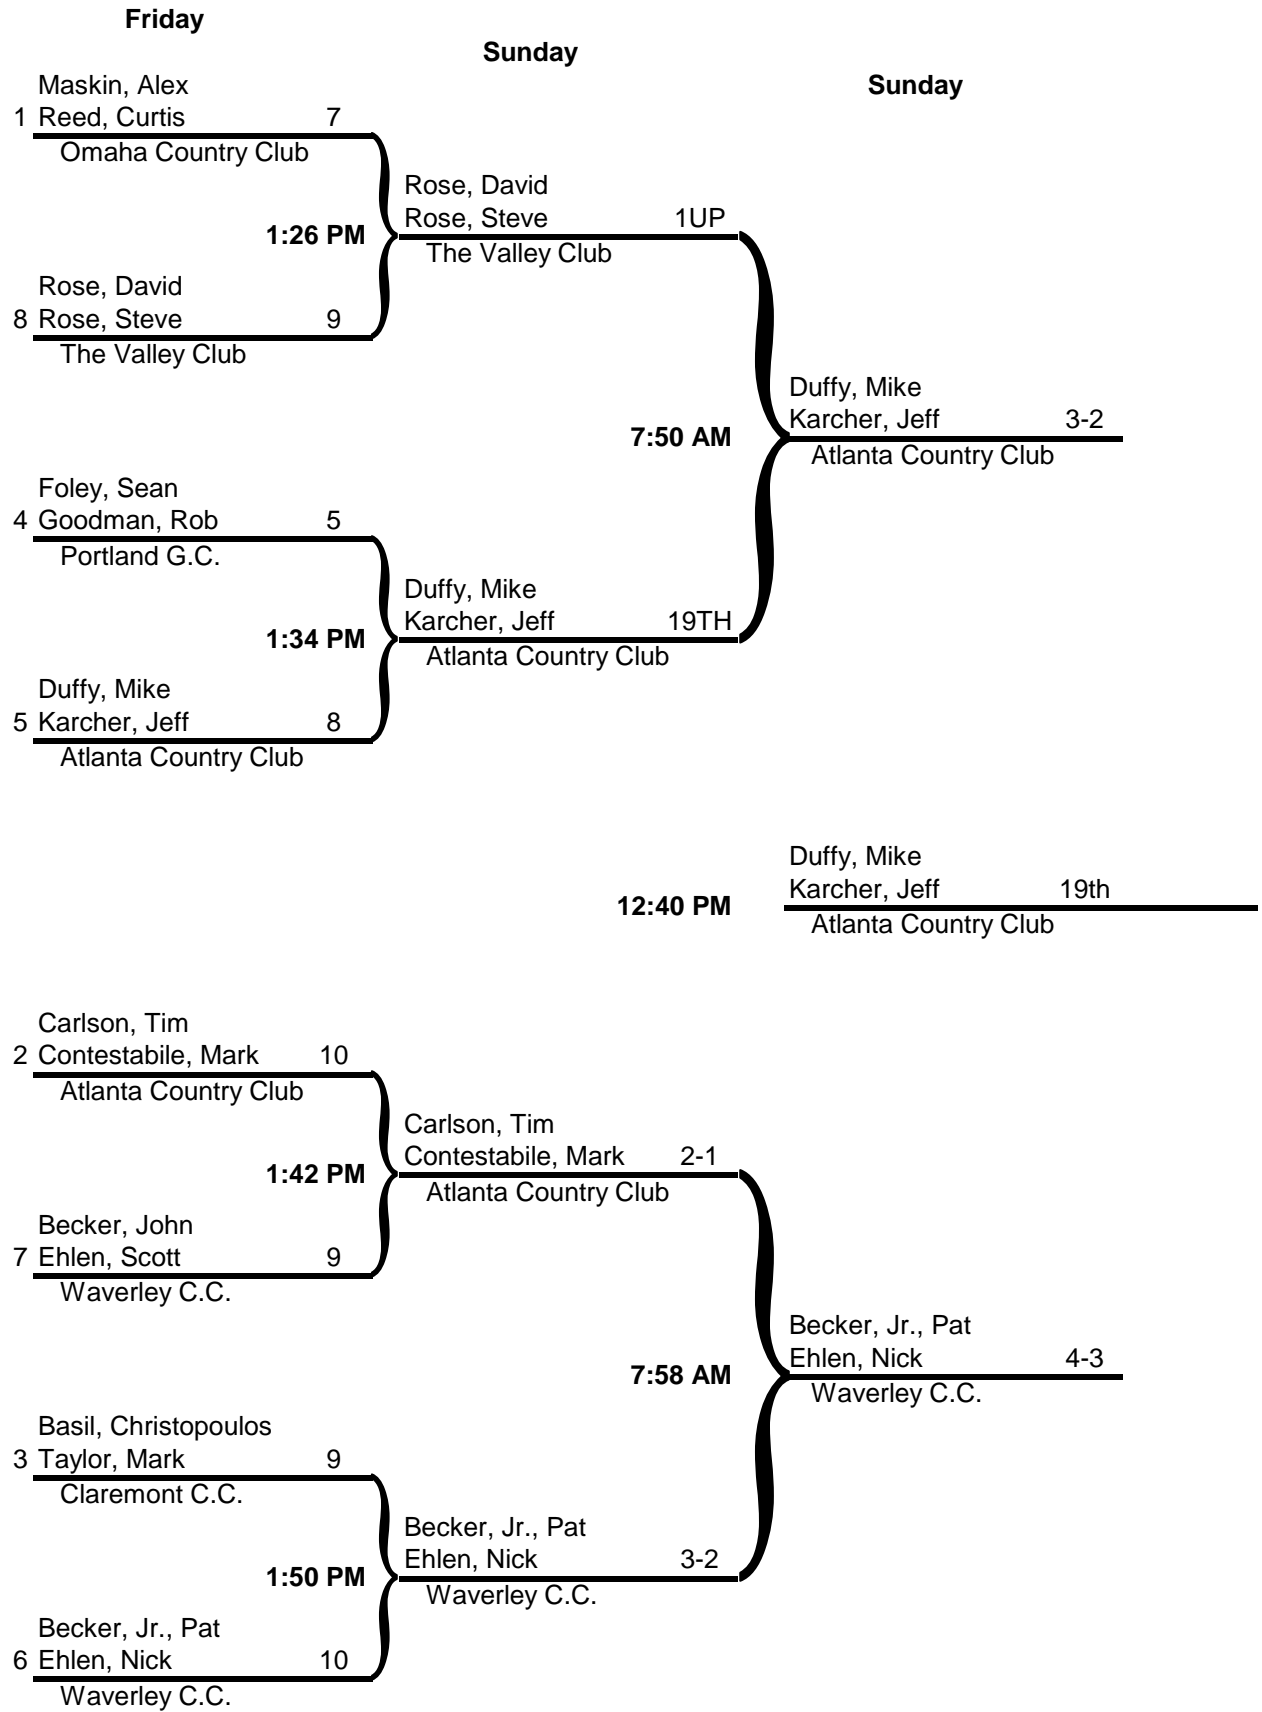 Friday
Sunday
Sunday
Maskin, Alex
1 Reed, Curtis 7
Omaha Country Club
Rose, David
Rose, Steve 1UP
1:26 PM
The Valley Club
Rose, David
8 Rose, Steve 9
The Valley Club
Duffy, Mike
Karcher, Jeff 3-2
7:50 AM
Atlanta Country Club
Foley, Sean
4 Goodman, Rob 5
Portland G.C.
Duffy, Mike
Karcher, Jeff 19TH
1:34 PM
Atlanta Country Club
Duffy, Mike
5 Karcher, Jeff 8
Atlanta Country Club
Duffy, Mike
Karcher, Jeff 19th
12:40 PM
Atlanta Country Club
Carlson, Tim
2 Contestabile, Mark 10
Atlanta Country Club
Carlson, Tim
Contestabile, Mark 2-1
1:42 PM
Atlanta Country Club
Becker, John
7 Ehlen, Scott 9
Waverley C.C.
Becker, Jr., Pat
Ehlen, Nick 4-3
7:58 AM
Waverley C.C.
Basil, Christopoulos
3 Taylor, Mark 9
Claremont C.C.
Becker, Jr., Pat
Ehlen, Nick 3-2
1:50 PM
Waverley C.C.
Becker, Jr., Pat
6 Ehlen, Nick 10
Waverley C.C.